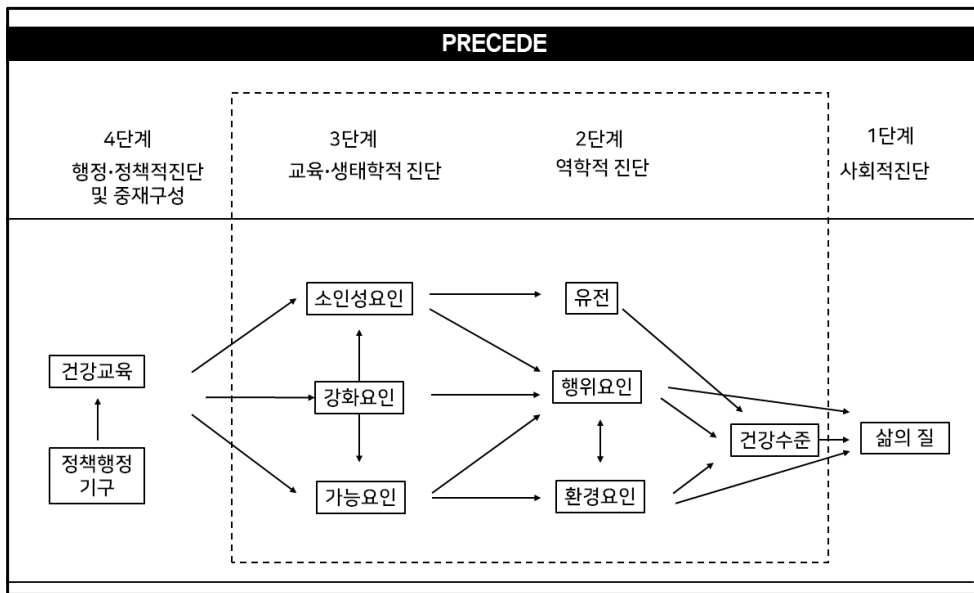 PRECEDE
4단계
행정·정책적진단
및 중재구성
3단계
교육·생태학적 진단
2단계
역학적 진단
1단계
사회적진단
소인성요인
유전
건강교육
강화요인
행위요인
건강수준
삶의 질
정책행정
기구
가능요인
환경요인